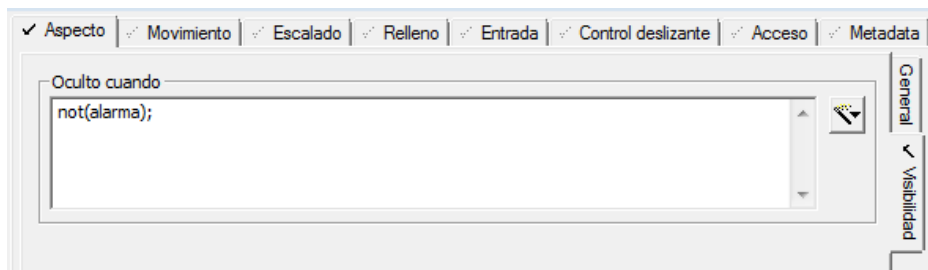 Aspecto Movimiento Escalado Relleno Entrada Control deslizante Acceso Metadata
Oculto cuando
not(alarma);
General
Visibilidad